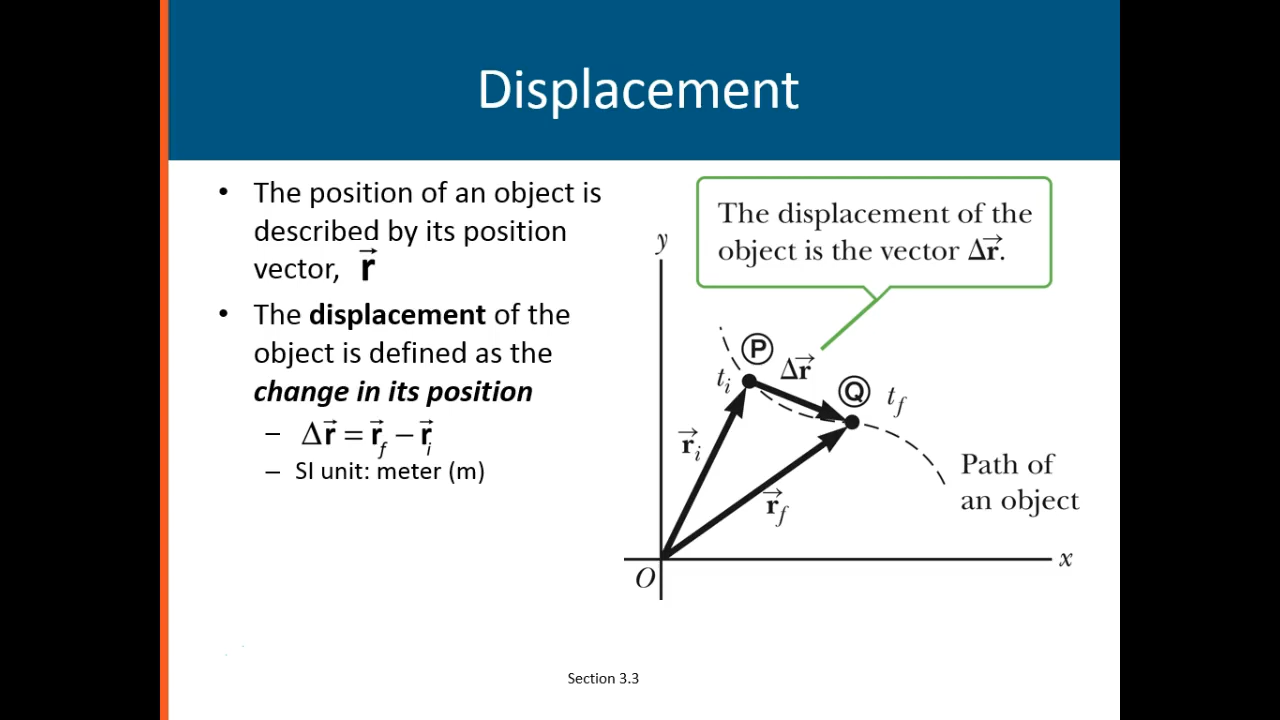 Displacement
• The position of an object is
described by its position
vector, r⃗
• The displacement of the
object is defined as the
change in its position
– Δr⃗ = r⃗f − r⃗i
– SI unit: meter (m)
The displacement of the
object is the vector Δr⃗.
y
P
Δr⃗
ti
Q
tf
r⃗i
r⃗f
Path of
an object
x
O
Section 3.3